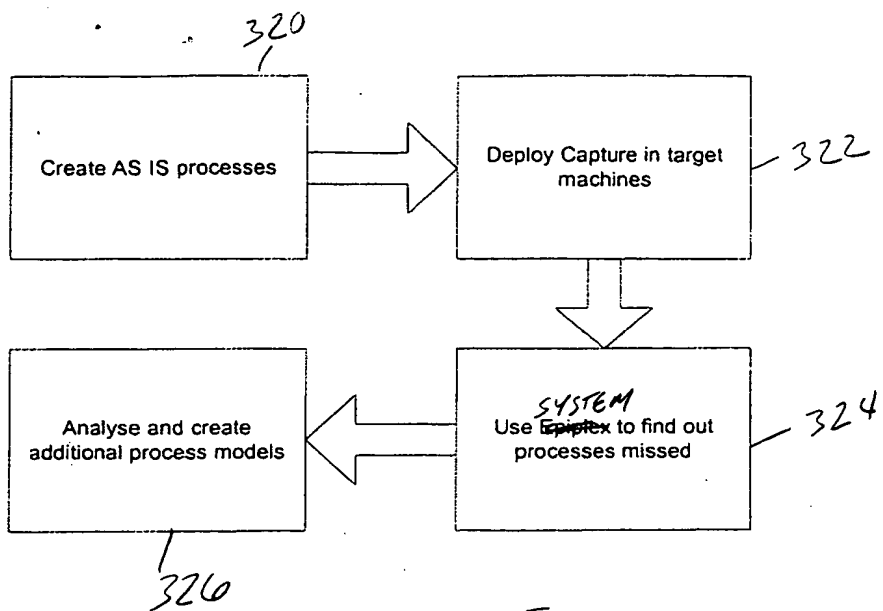 320
Create AS IS processes
Deploy Capture in target
machines
322
SYSTEM
Use Epiplex to find out
processes missed
324
Analyse and create
additional process models
326